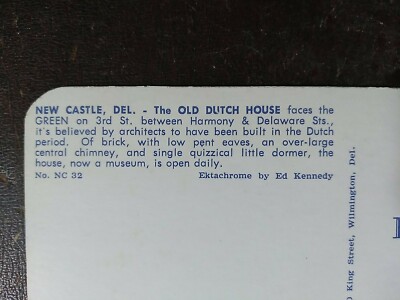 NEW CASTLE, DEL. - The OLD DUTCH HOUSE faces the
GREEN on 3rd St. between Harmony & Delaware Sts.,
it's believed by architects to have been built in the Dutch
period. Of brick, with low pent eaves, an over-large
central chimney, and single quizzical little dormer, the
house, now a museum, is open daily.
No. NC 32 Ektachrome by Ed Kennedy
King Street, Wilmington, Del.